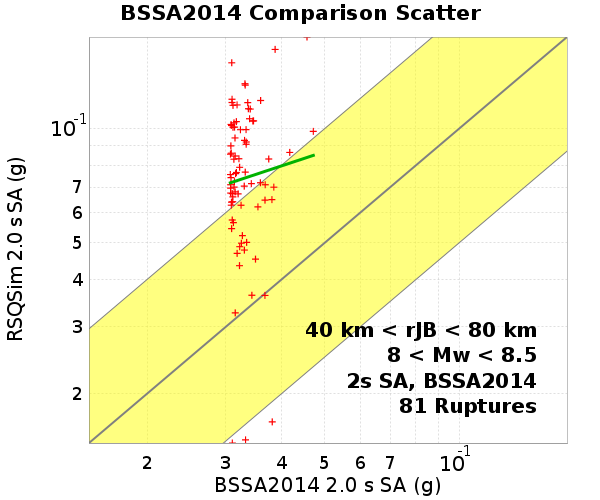 BSSA2014 Comparison Scatter
RSQSim 2.0 s SA (g)
10-1
7
6
5
4
3
2
40 km < rJB < 80 km
8 < Mw < 8.5
2s SA, BSSA2014
81 Ruptures
2 3 4 5 6 7 10-1
BSSA2014 2.0 s SA (g)